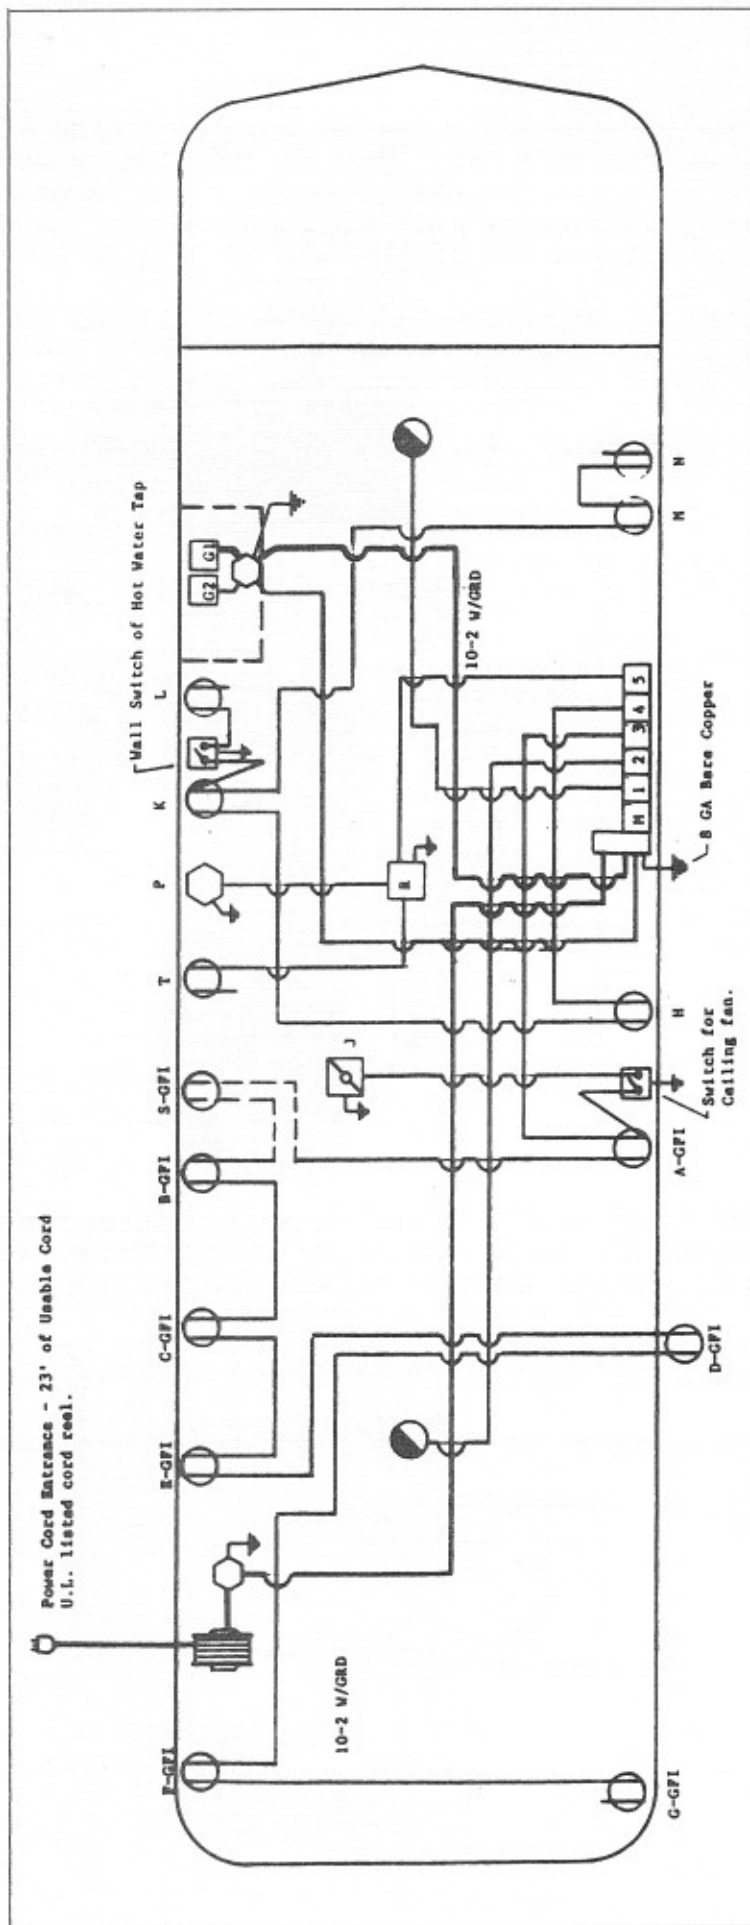 Power Cord Entrance - 23' of Usable Cord
U.L. listed cord reel.
F-GFI
E-GFI
C-GFI
B-GFI
S-GFI
T
P
K
L
Wall Switch of Hot Water Tap
G2
G1
10-2 W/GRD
J
R
10-2 W/GRD
M
1
2
3
4
5
8 GA Bare Copper
G-GFI
D-GFI
A-GFI
Switch for
Ceiling fan.
H
M
N